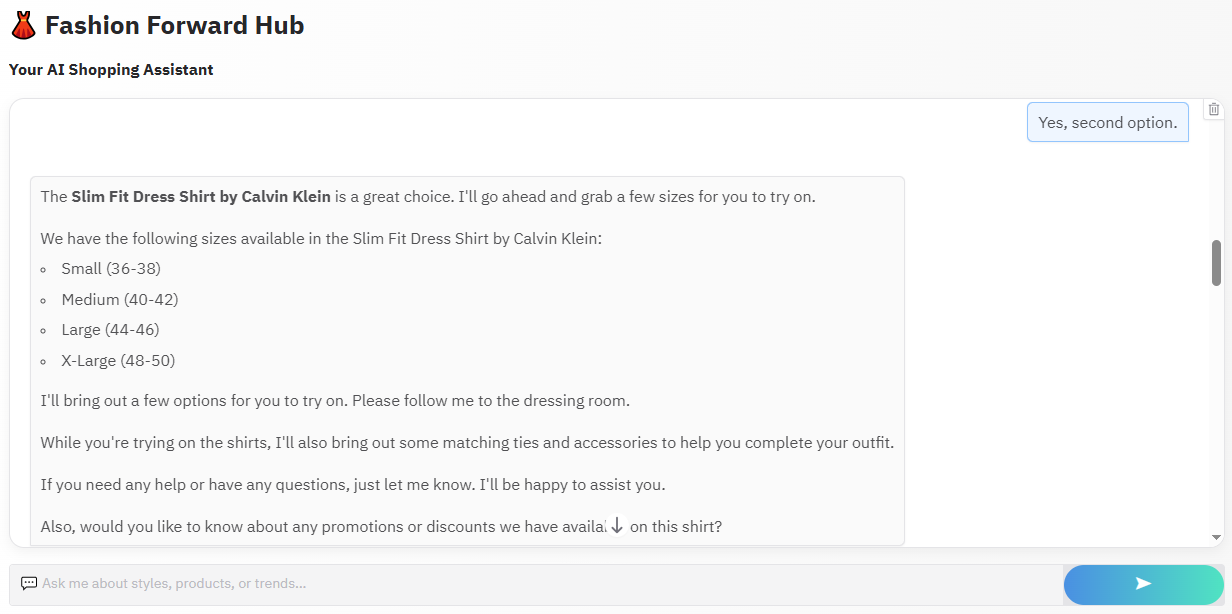 Fashion Forward Hub
Your AI Shopping Assistant
Yes, second option.
The Slim Fit Dress Shirt by Calvin Klein is a great choice. I'll go ahead and grab a few sizes for you to try on.
We have the following sizes available in the Slim Fit Dress Shirt by Calvin Klein:
Small (36-38)
Medium (40-42)
Large (44-46)
X-Large (48-50)
I'll bring out a few options for you to try on. Please follow me to the dressing room.
While you're trying on the shirts, I'll also bring out some matching ties and accessories to help you complete your outfit.
If you need any help or have any questions, just let me know. I'll be happy to assist you.
Also, would you like to know about any promotions or discounts we have on this shirt?
Ask me about styles, products, or trends...